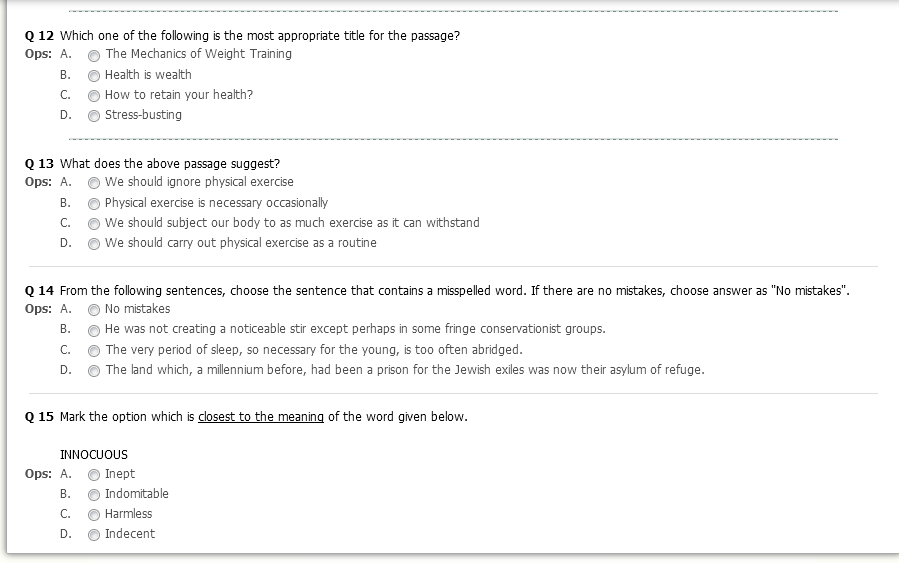 Q 12 Which one of the following is the most appropriate title for the passage?
Ops: A. The Mechanics of Weight Training
B. Health is wealth
C. How to retain your health?
D. Stress-busting
Q 13 What does the above passage suggest?
Ops: A. We should ignore physical exercise
B. Physical exercise is necessary occasionally
C. We should subject our body to as much exercise as it can withstand
D. We should carry out physical exercise as a routine
Q 14 From the following sentences, choose the sentence that contains a misspelled word. If there are no mistakes, choose answer as "No mistakes".
Ops: A. No mistakes
B. He was not creating a noticeable stir except perhaps in some fringe conservationist groups.
C. The very period of sleep, so necessary for the young, is too often abridged.
D. The land which, a millennium before, had been a prison for the Jewish exiles was now their asylum of refuge.
Q 15 Mark the option which is closest to the meaning of the word given below.
INNOCUOUS
Ops: A. Inept
B. Indomitable
C. Harmless
D. Indecent